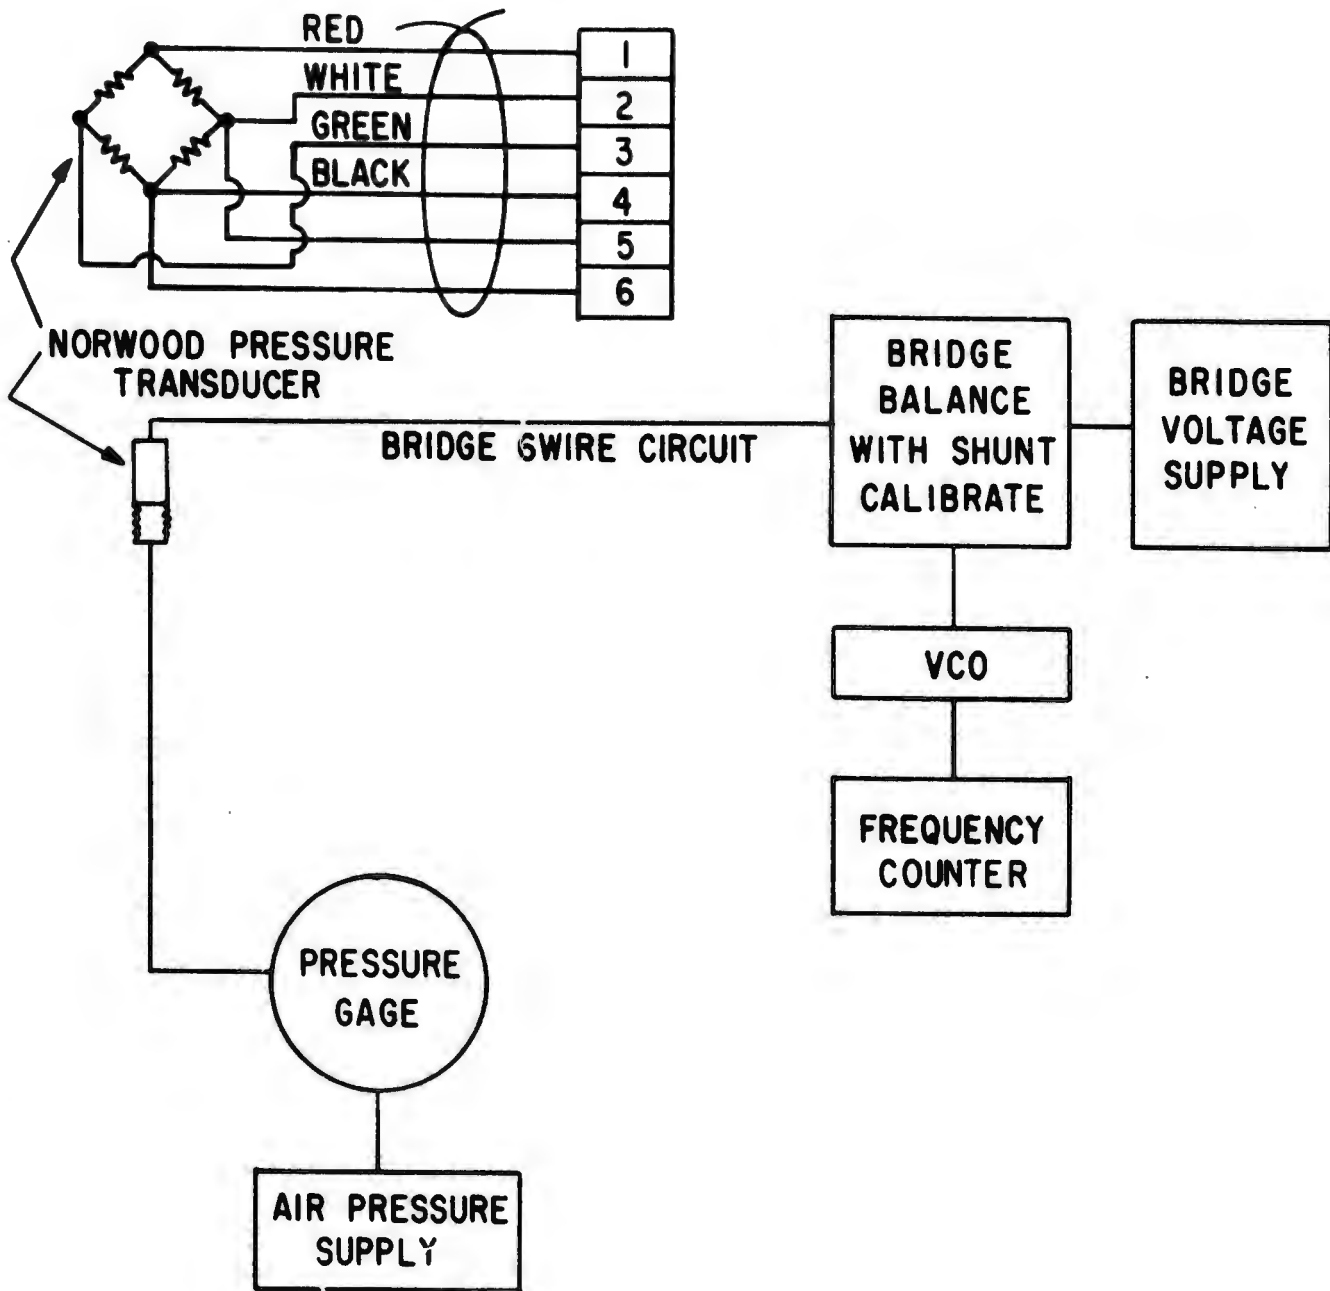 RED
WHITE
GREEN
BLACK
1
2
3
4
5
6
NORWOOD PRESSURE
TRANSDUCER
BRIDGE 6WIRE CIRCUIT
BRIDGE
BALANCE
WITH SHUNT
CALIBRATE
BRIDGE
VOLTAGE
SUPPLY
VCO
FREQUENCY
COUNTER
PRESSURE
GAGE
AIR PRESSURE
SUPPLY